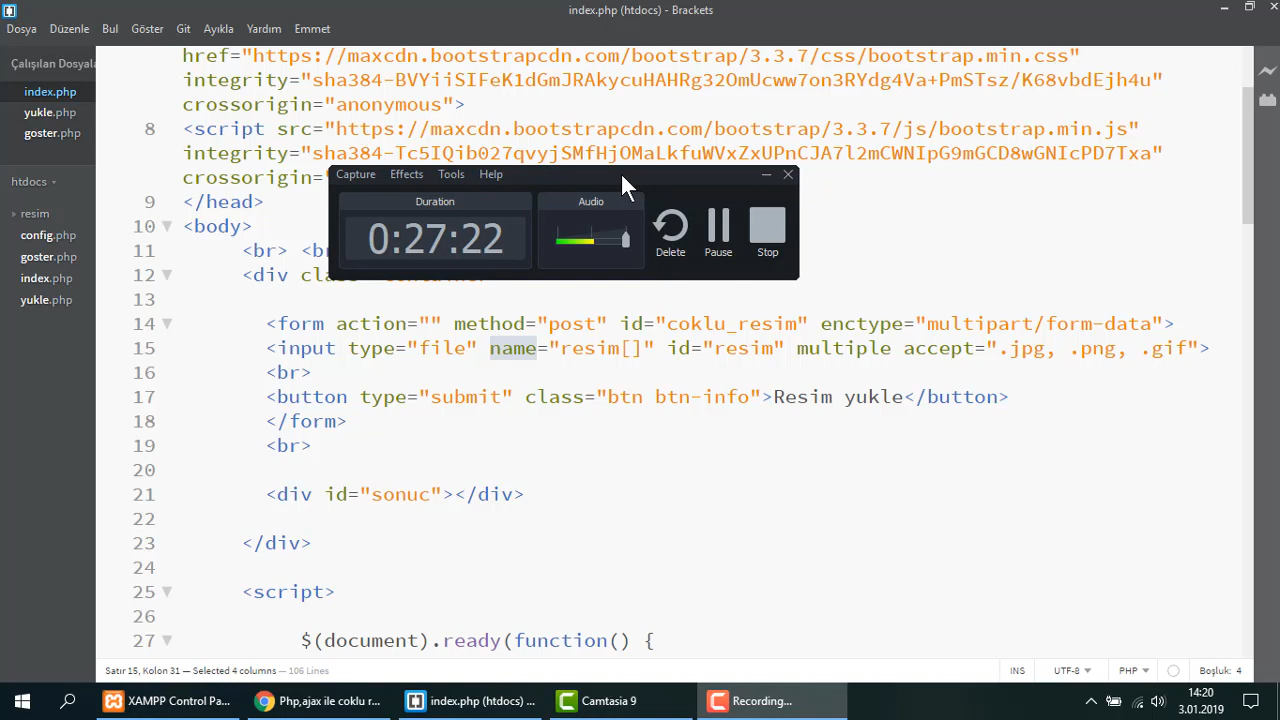 index.php (htdocs) - Brackets
Dosya Düzenle Bul Göster Git Ayıkla Yardım Emmet
Çalışılan Dosyala
index.php
yukle.php
goster.php
htdocs
resim
config.php
goster.php
index.php
yukle.php
href="https://maxcdn.bootstrapcdn.com/bootstrap/3.3.7/css/bootstrap.min.css"
integrity="sha384-BVYiiSIFeK1dGmJRAkycuHAHRg32OmUcww7on3RYdg4Va+PmSTsz/K68vbdEjh4u"
crossorigin="anonymous">
8 <script src="https://maxcdn.bootstrapcdn.com/bootstrap/3.3.7/js/bootstrap.min.js"
integrity="sha384-Tc5IQib027qvyjSMfHjOMaLkfuWVxZxUPnCJA7l2mCWNIpG9mGCD8wGNIcPD7Txa"
crossorigin=
9 </head>
10 <body>
11 <br> <br
12 <div
13
14 <form action="" method="post" id="coklu_resim" enctype="multipart/form-data">
15 <input type="file" name="resim[]" id="resim" multiple accept=".jpg, .png, .gif">
16 <br>
17 <button type="submit" class="btn btn-info">Resim yukle</button>
18 </form>
19 <br>
20
21 <div id="sonuc"></div>
22
23 </div>
24
25 <script>
26
27 $(document).ready(function() {
Capture Effects Tools Help
Duration
0:27:22
Audio
Delete Pause Stop
Satır 15, Kolon 31 — Selected 4 columns — 106 Lines
INS UTF-8 PHP Boşluk: 4
XAMPP Control Pa...
Php,ajax ile coklu r...
index.php (htdocs) ...
Camtasia 9
Recording...
14:20
3.01.2019